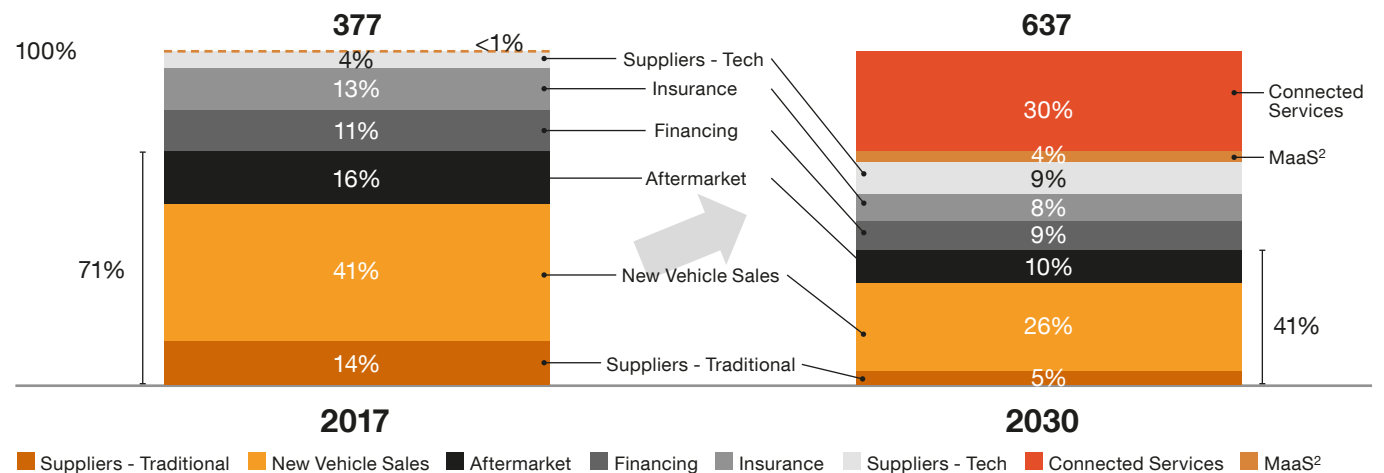 377
637
100%
<1%
4%
13%
11%
16%
41%
14%
71%
Suppliers - Tech
Insurance
Financing
Aftermarket
New Vehicle Sales
Suppliers - Traditional
30%
4%
9%
8%
9%
10%
26%
5%
Connected
Services
MaaS²
41%
2017
2030
Suppliers - Traditional New Vehicle Sales Aftermarket Financing Insurance Suppliers - Tech Connected Services MaaS²